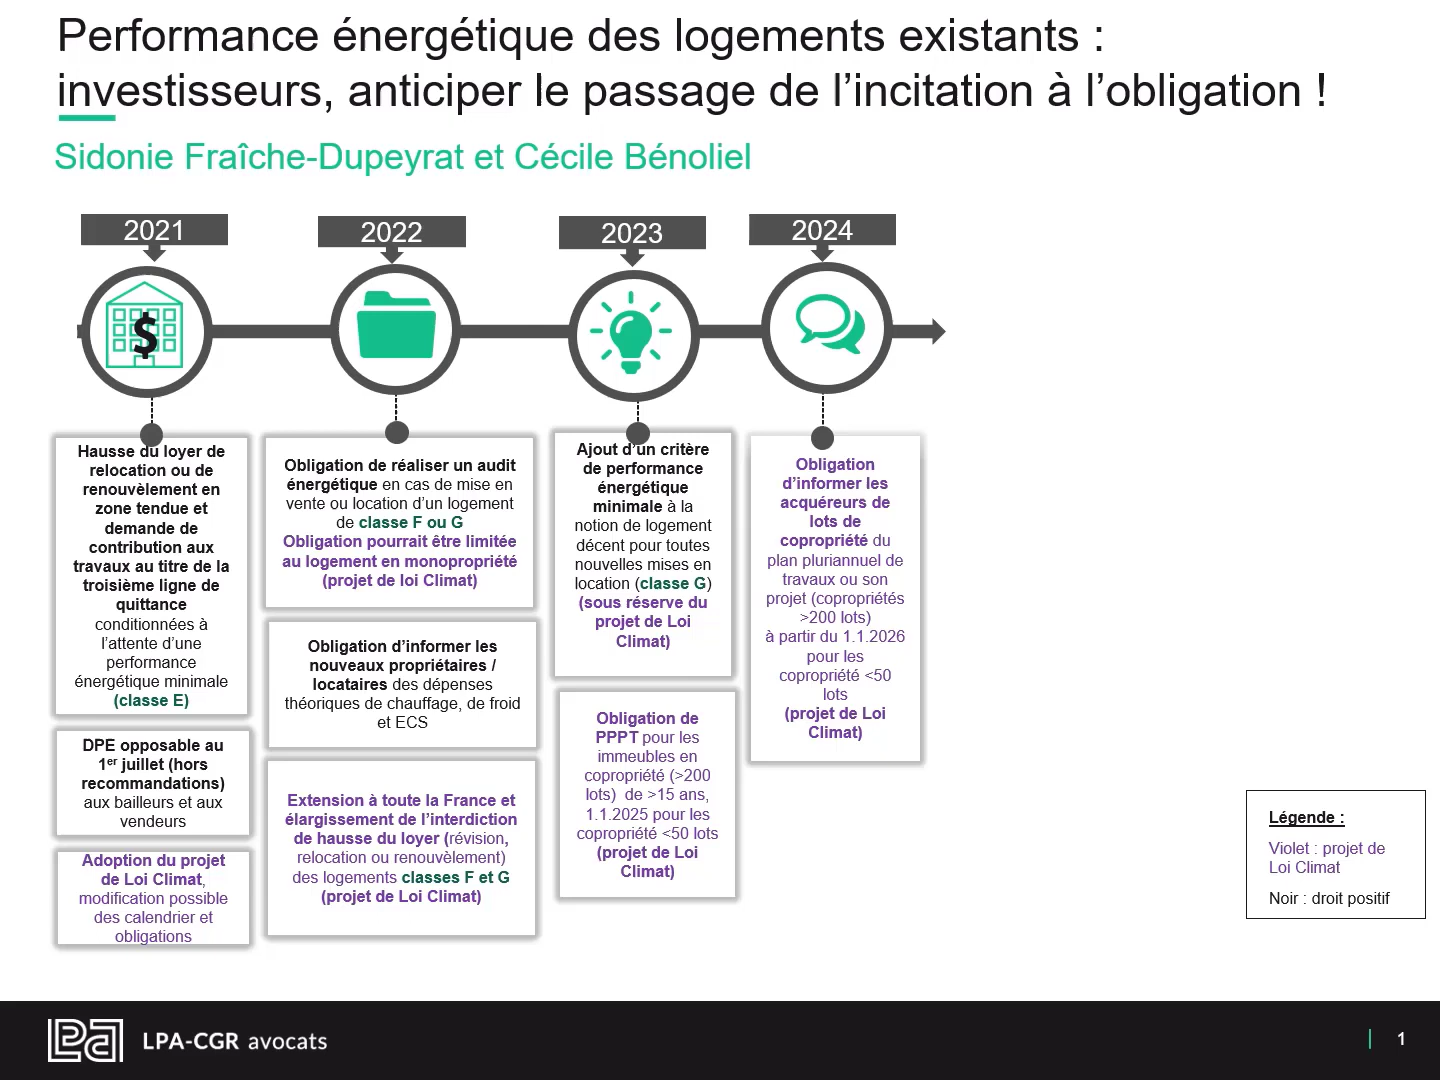 Performance énergétique des logements existants :
investisseurs, anticiper le passage de l’incitation à l’obligation !
Sidonie Fraîche-Dupeyrat et Cécile Bénoliel
2021
2022
2023
2024
$
Hausse du loyer de
relocation ou de
renouvèlement en
zone tendue et
demande de
contribution aux
travaux au titre de la
troisième ligne de
quittance
conditionnées à
l’attente d’une
performance
énergétique minimale
(classe E)
DPE opposable au
1er juillet (hors
recommandations)
aux bailleurs et aux
vendeurs
Adoption du projet
de Loi Climat,
modification possible
des calendrier et
obligations
Obligation de réaliser un audit
énergétique en cas de mise en
vente ou location d’un logement
de classe F ou G
Obligation pourrait être limitée
au logement en monopropriété
(projet de loi Climat)
Obligation d’informer les
nouveaux propriétaires /
locataires des dépenses
théoriques de chauffage, de froid
et ECS
Extension à toute la France et
élargissement de l’interdiction
de hausse du loyer (révision,
relocation ou renouvèlement)
des logements classes F et G
(projet de Loi Climat)
Ajout d’un critère
de performance
énergétique
minimale à la
notion de logement
décent pour toutes
nouvelles mises en
location (classe G)
(sous réserve du
projet de Loi
Climat)
Obligation de
PPPT pour les
immeubles en
copropriété (>200
lots) de >15 ans,
1.1.2025 pour les
copropriété <50 lots
(projet de Loi
Climat)
Obligation
d’informer les
acquéreurs de
lots de
copropriété du
plan pluriannuel de
travaux ou son
projet (copropriétés
>200 lots)
à partir du 1.1.2026
pour les
copropriété <50
lots
(projet de Loi
Climat)
Légende :
Violet : projet de
Loi Climat
Noir : droit positif
LPA-CGR avocats
1